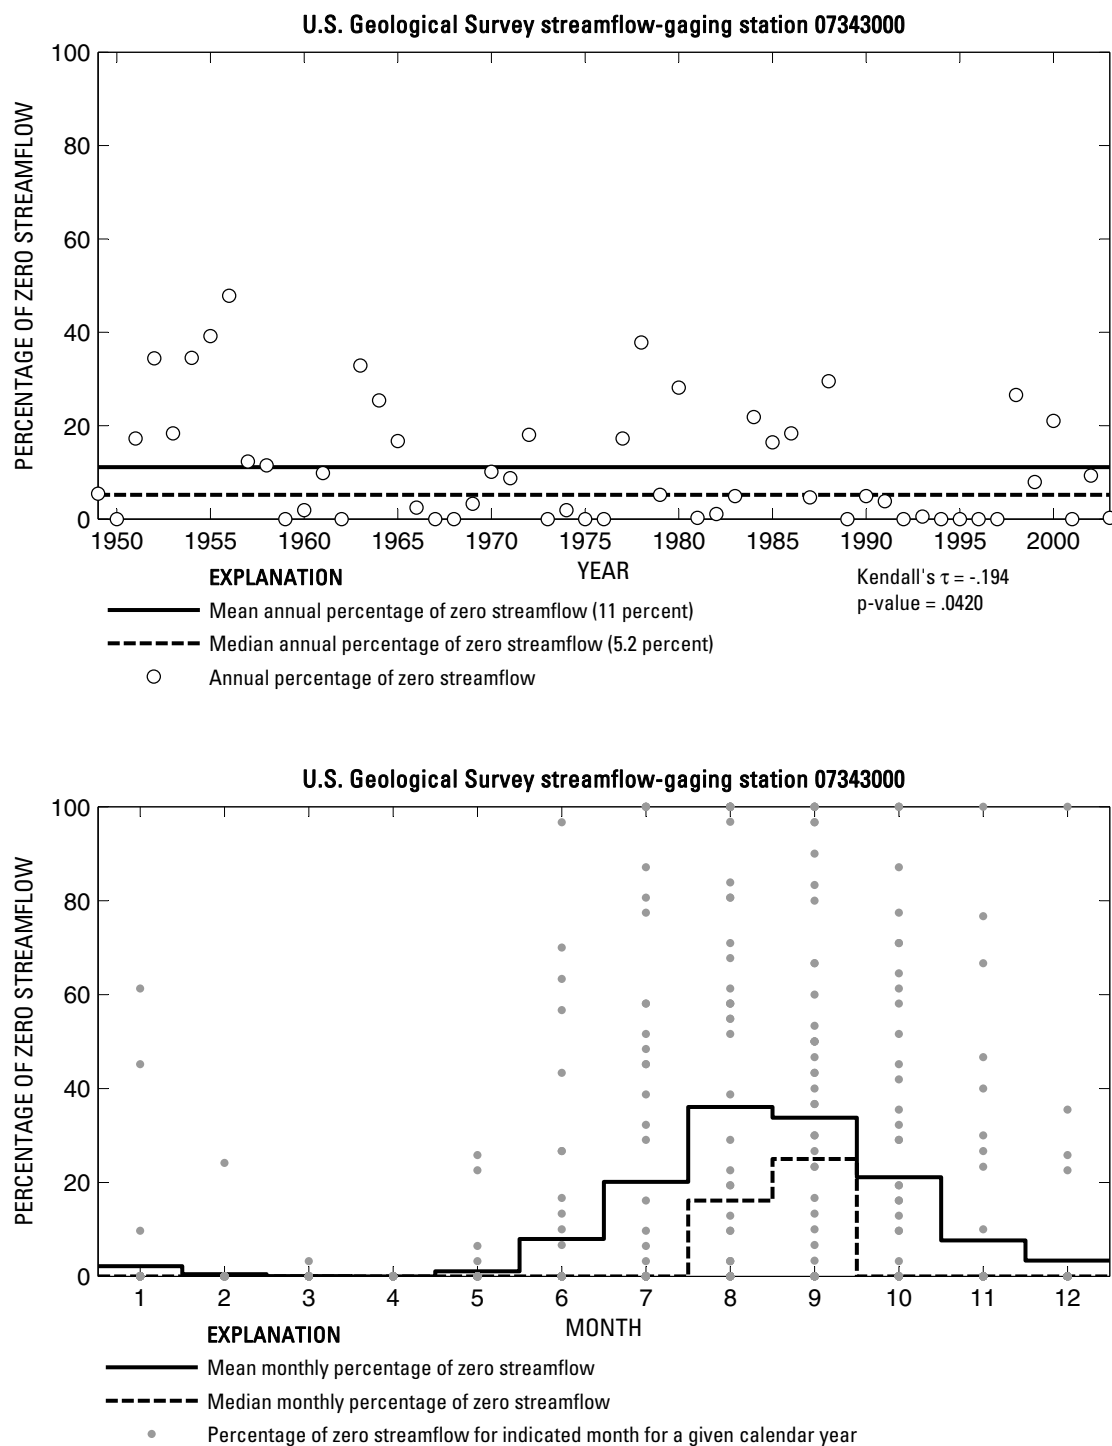 U.S. Geological Survey streamflow-gaging station 07343000
PERCENTAGE OF ZERO STREAMFLOW
100
80
60
40
20
0
1950 1955 1960 1965 1970 1975 1980 1985 1990 1995 2000
YEAR
Kendall's τ = -.194
p-value = .0420
EXPLANATION
Mean annual percentage of zero streamflow (11 percent)
Median annual percentage of zero streamflow (5.2 percent)
Annual percentage of zero streamflow
U.S. Geological Survey streamflow-gaging station 07343000
PERCENTAGE OF ZERO STREAMFLOW
100
80
60
40
20
0
1 2 3 4 5 6 7 8 9 10 11 12
MONTH
EXPLANATION
Mean monthly percentage of zero streamflow
Median monthly percentage of zero streamflow
Percentage of zero streamflow for indicated month for a given calendar year